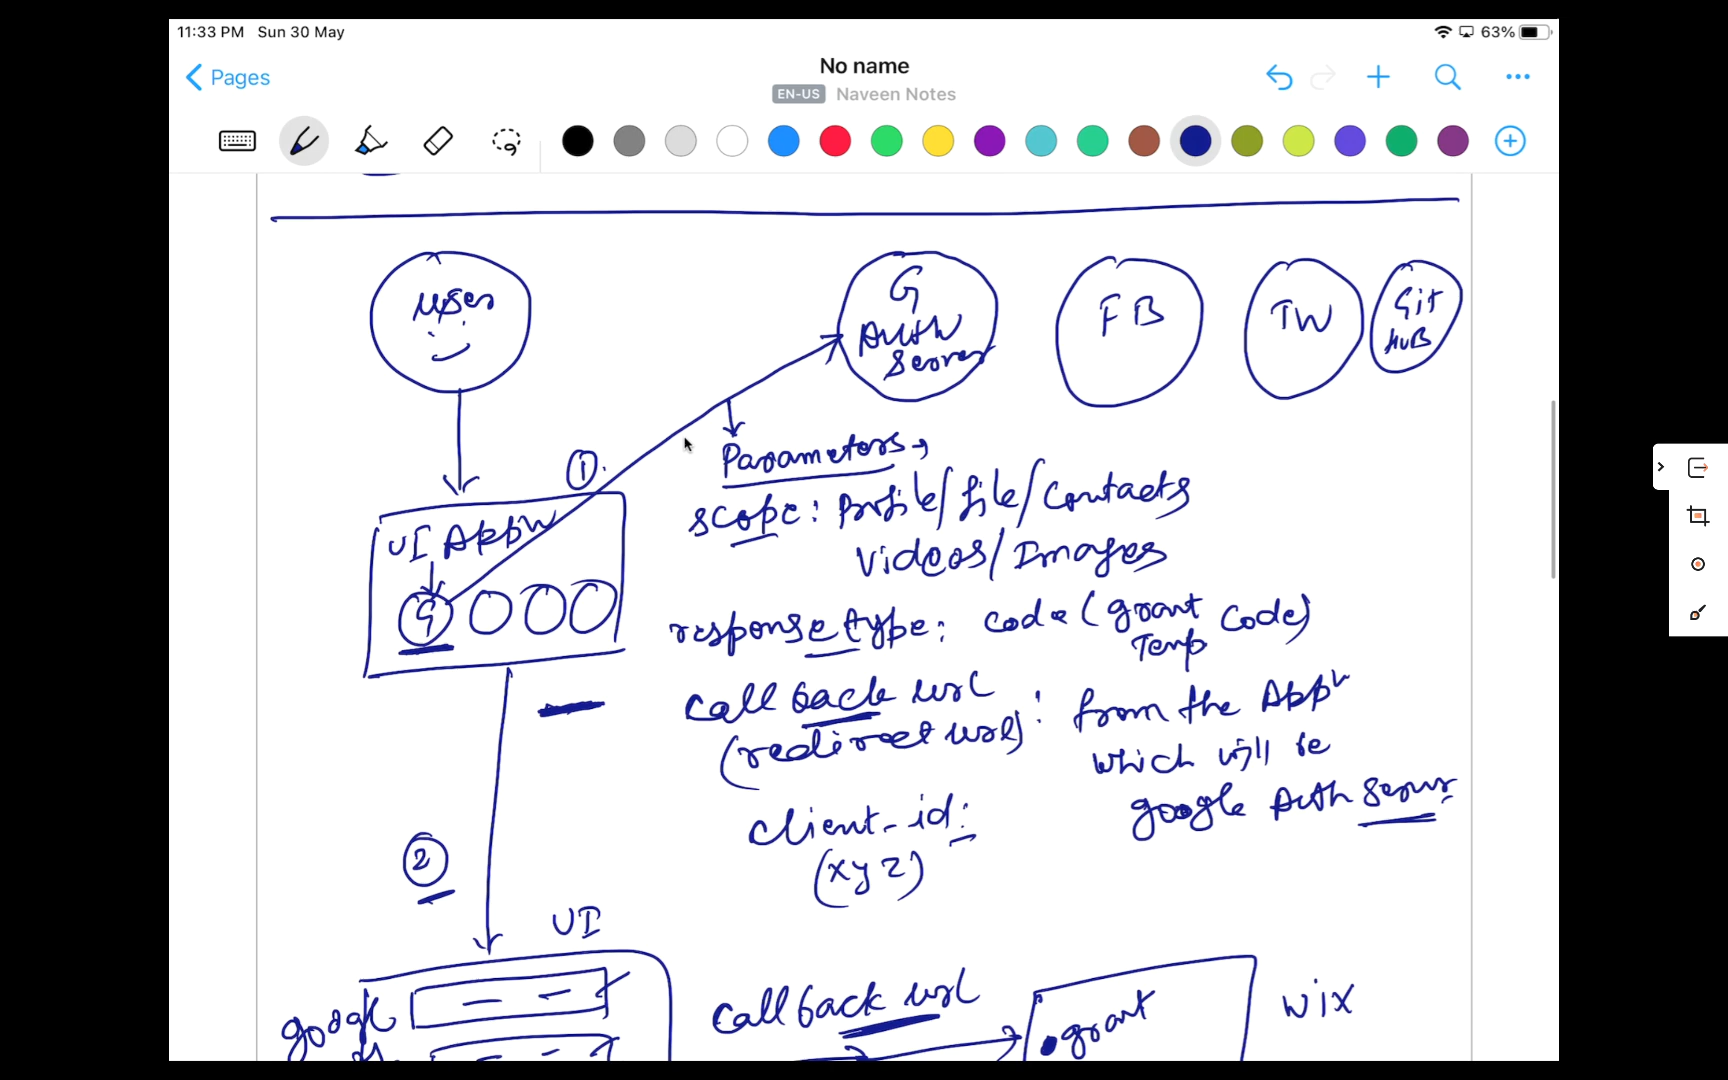 11:33 PM Sun 30 May
63%
Pages
No name
EN-US Naveen Notes
user
G
Auth
Server
FB
TW
Git
HUB
1
Parameters
scope: Profile/file/Contacts
Videos/Images
UI Appn
G
response type: code (grant Code)
Temp
Call back url
(redirect url) : from the Appn
which will be
google Auth Server
client-id:
(xyz)
2
UI
google
Call back url
grant
wix